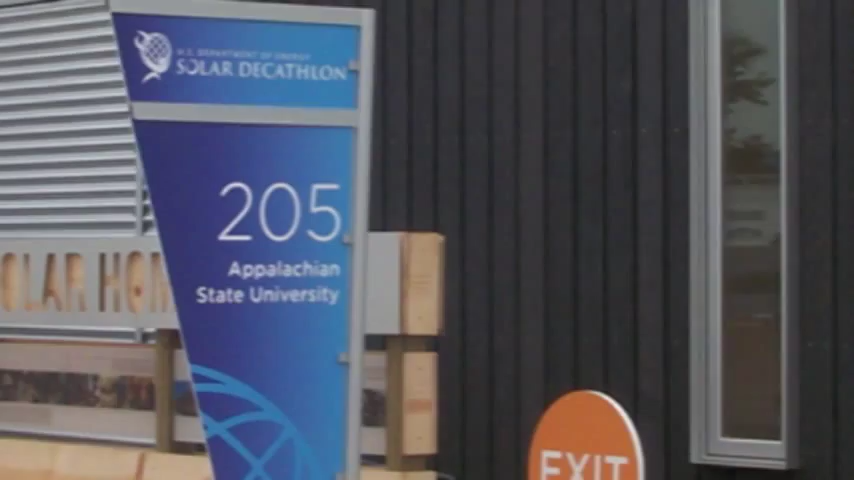 U.S. DEPARTMENT OF ENERGY
SOLAR DECATHLON
205
Appalachian
State University
OLAR HOM
EXIT